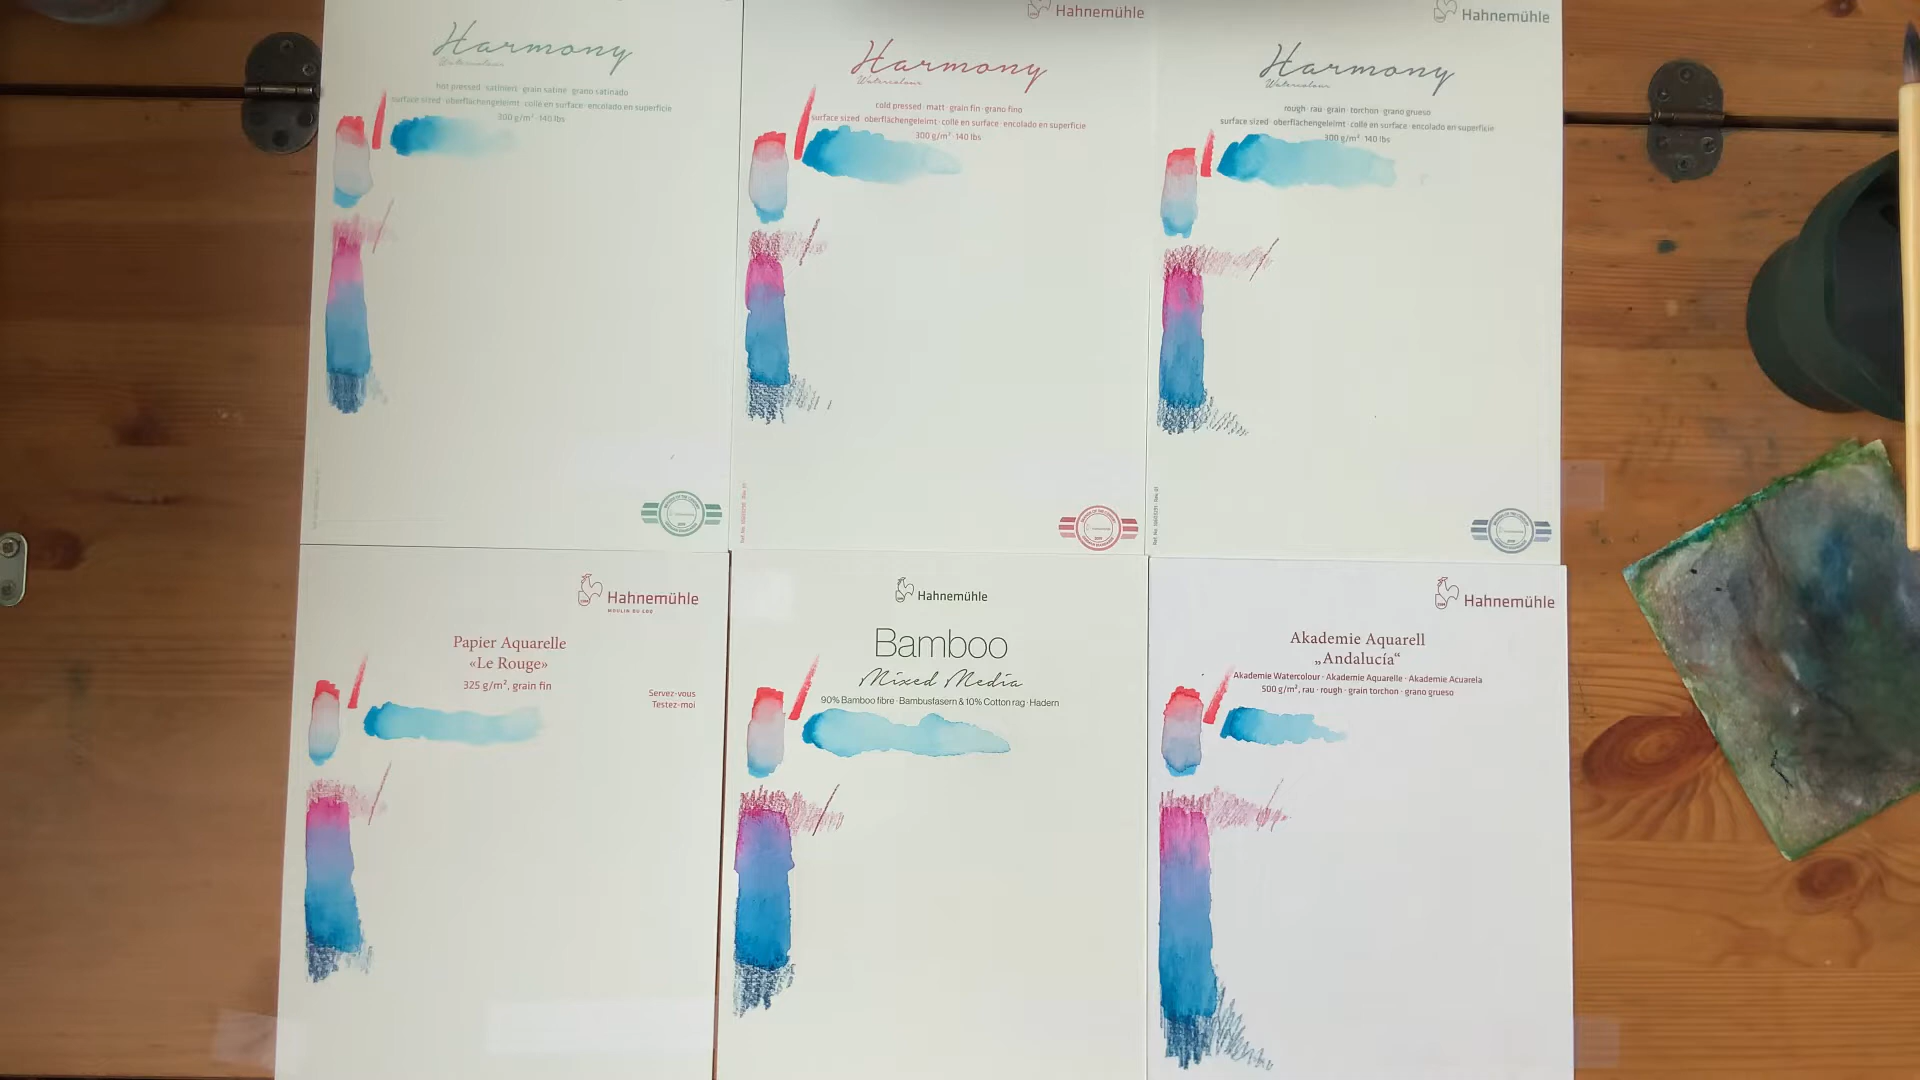 Harmony
Watercolour
hot pressed · satiniert · grain satiné · grano satinado
surface sized · oberflächengeleimt · collé en surface · encolado en superficie
300 g/m² · 140 lbs
Hahnemühle
Harmony
Watercolour
cold pressed · matt · grain fin · grano fino
surface sized · oberflächengeleimt · collé en surface · encolado en superficie
300 g/m² · 140 lbs
Hahnemühle
Harmony
Watercolour
rough · rau · grain torchon · grano grueso
surface sized · oberflächengeleimt · collé en surface · encolado en superficie
300 g/m² · 140 lbs
Hahnemühle
MOULIN DU COQ
Papier Aquarelle
«Le Rouge»
325 g/m², grain fin
Servez-vous
Testez-moi
Hahnemühle
Bamboo
Mixed Media
90% Bamboo fibre · Bambusfasern & 10% Cotton rag · Hadern
Hahnemühle
Akademie Aquarell
„Andalucía“
Akademie Watercolour · Akademie Aquarelle · Akademie Acuarela
500 g/m², rau · rough · grain torchon · grano grueso